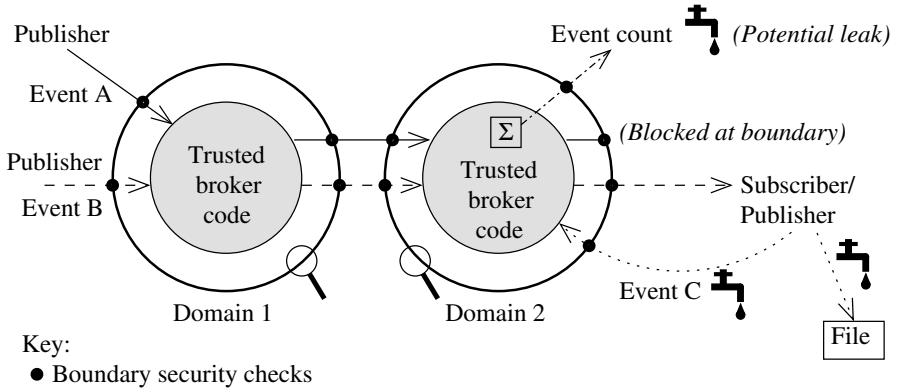 Publisher
Event count
(Potential leak)
Event A
Σ
(Blocked at boundary)
Publisher
Trusted
broker
code
Trusted
broker
code
Event B
Subscriber/
Publisher
Event C
Domain 1
Domain 2
File
Key:
Boundary security checks